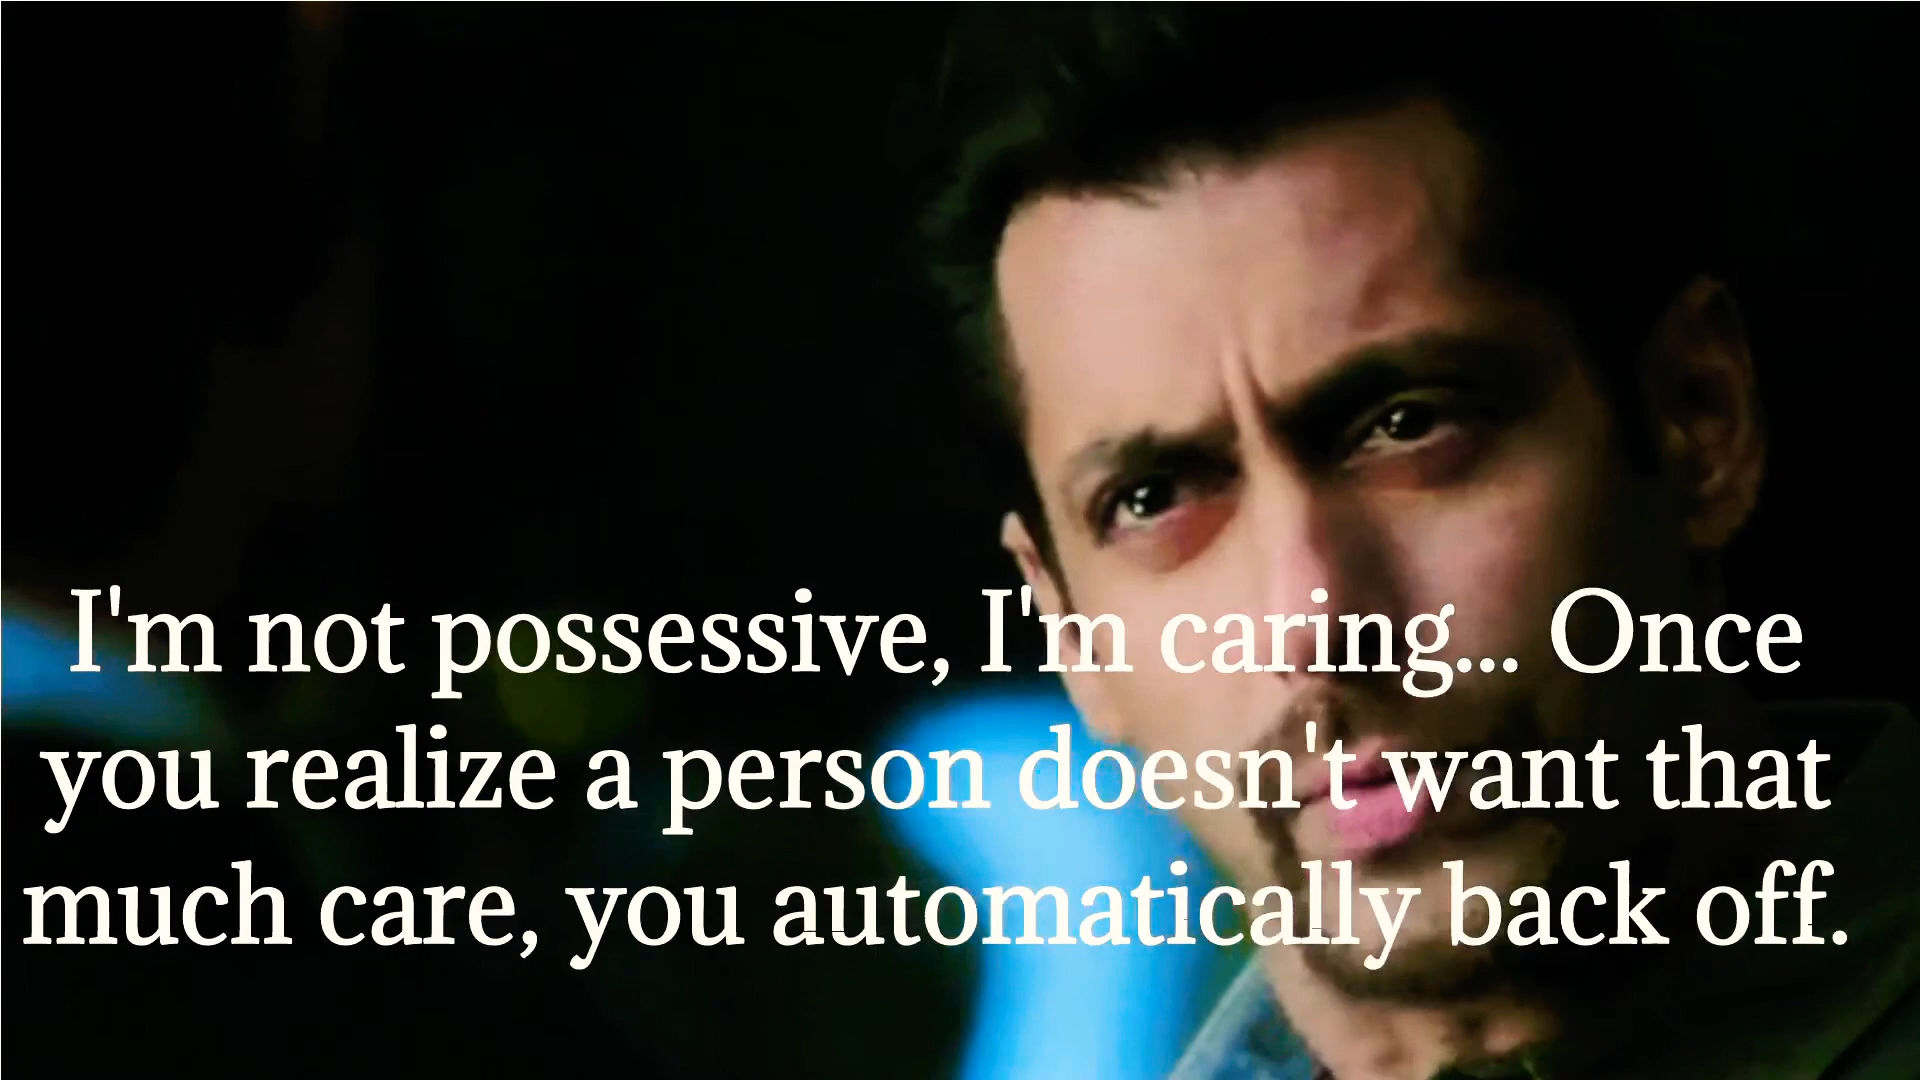 I'm not possessive, I'm caring... Once
you realize a person doesn't want that
much care, you automatically back off.